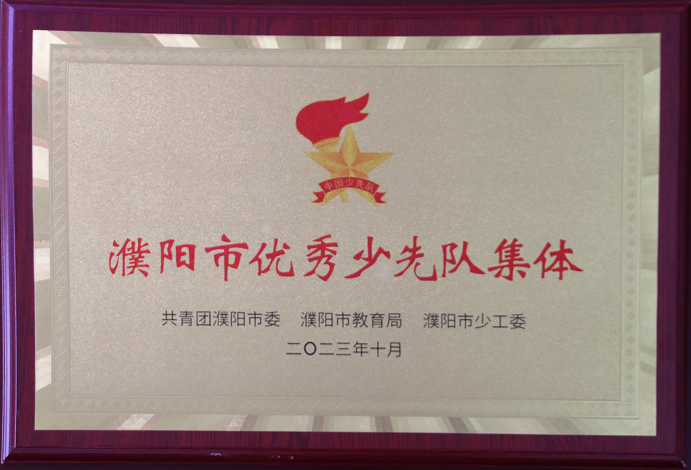 中国少先队
濮阳市优秀少先队集体
共青团濮阳市委 濮阳市教育局 濮阳市少工委
二〇二三年十月